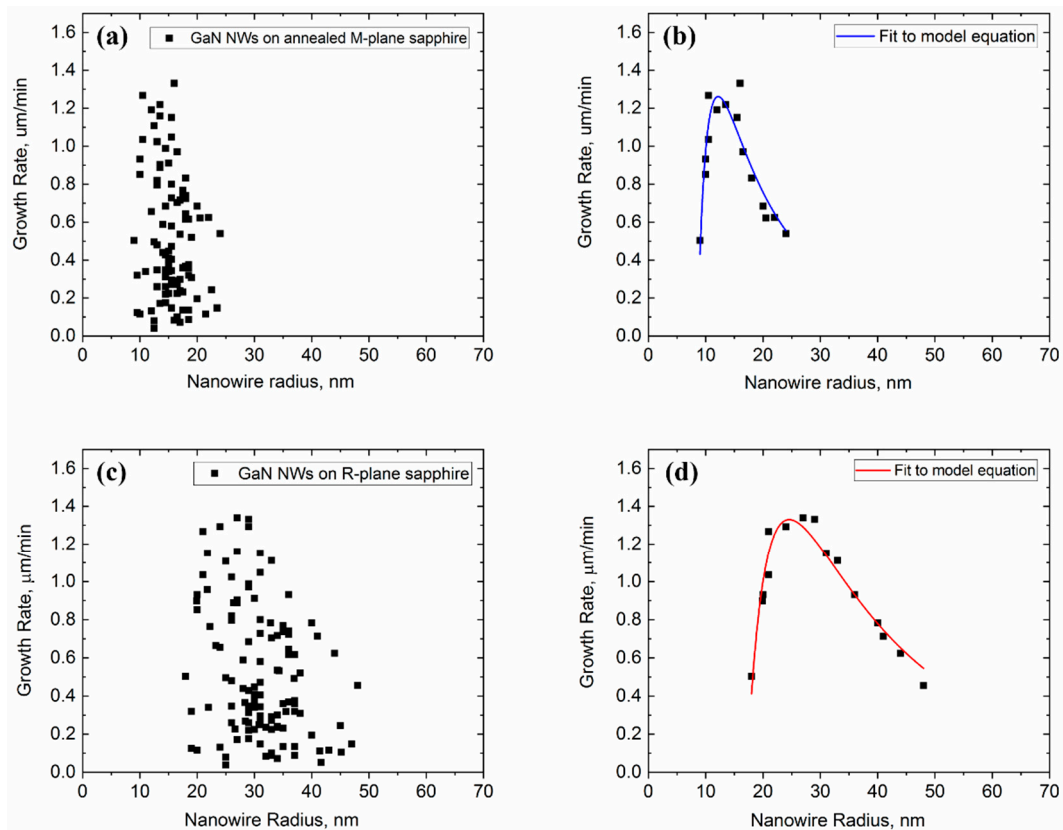 (a)
GaN NWs on annealed M-plane sapphire
Growth Rate, um/min
1.6
1.4
1.2
1.0
0.8
0.6
0.4
0.2
0.0
0 10 20 30 40 50 60 70
Nanowire radius, nm
(b)
Fit to model equation
Growth Rate, um/min
1.6
1.4
1.2
1.0
0.8
0.6
0.4
0.2
0.0
0 10 20 30 40 50 60 70
Nanowire radius, nm
(c)
GaN NWs on R-plane sapphire
Growth Rate, μm/min
1.6
1.4
1.2
1.0
0.8
0.6
0.4
0.2
0.0
0 10 20 30 40 50 60 70
Nanowire Radius, nm
(d)
Fit to model equation
Growth Rate, μm/min
1.6
1.4
1.2
1.0
0.8
0.6
0.4
0.2
0.0
0 10 20 30 40 50 60 70
Nanowire Radius, nm